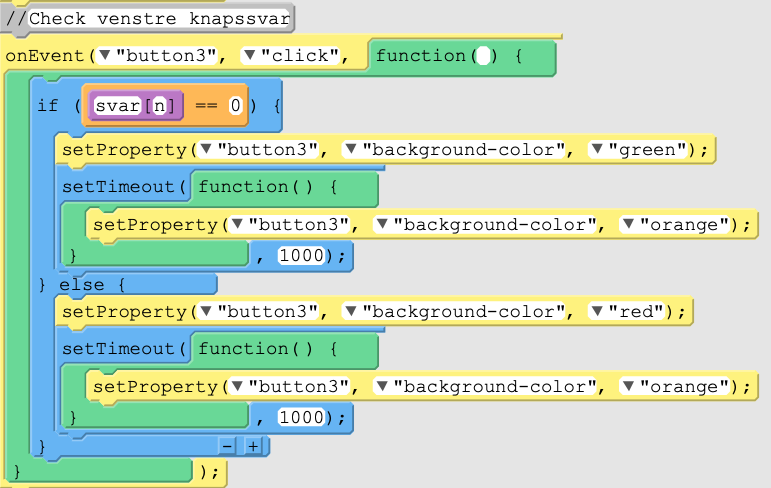 //Check venstre knapssvar
onEvent(▼"button3", ▼"click", function( ) {
if (svar[n] == 0) {
setProperty(▼"button3", ▼"background-color", ▼"green");
setTimeout(function() {
setProperty(▼"button3", ▼"background-color", ▼"orange");
}, 1000);
} else {
setProperty(▼"button3", ▼"background-color", ▼"red");
setTimeout(function() {
setProperty(▼"button3", ▼"background-color", ▼"orange");
}, 1000);
} - +
} );